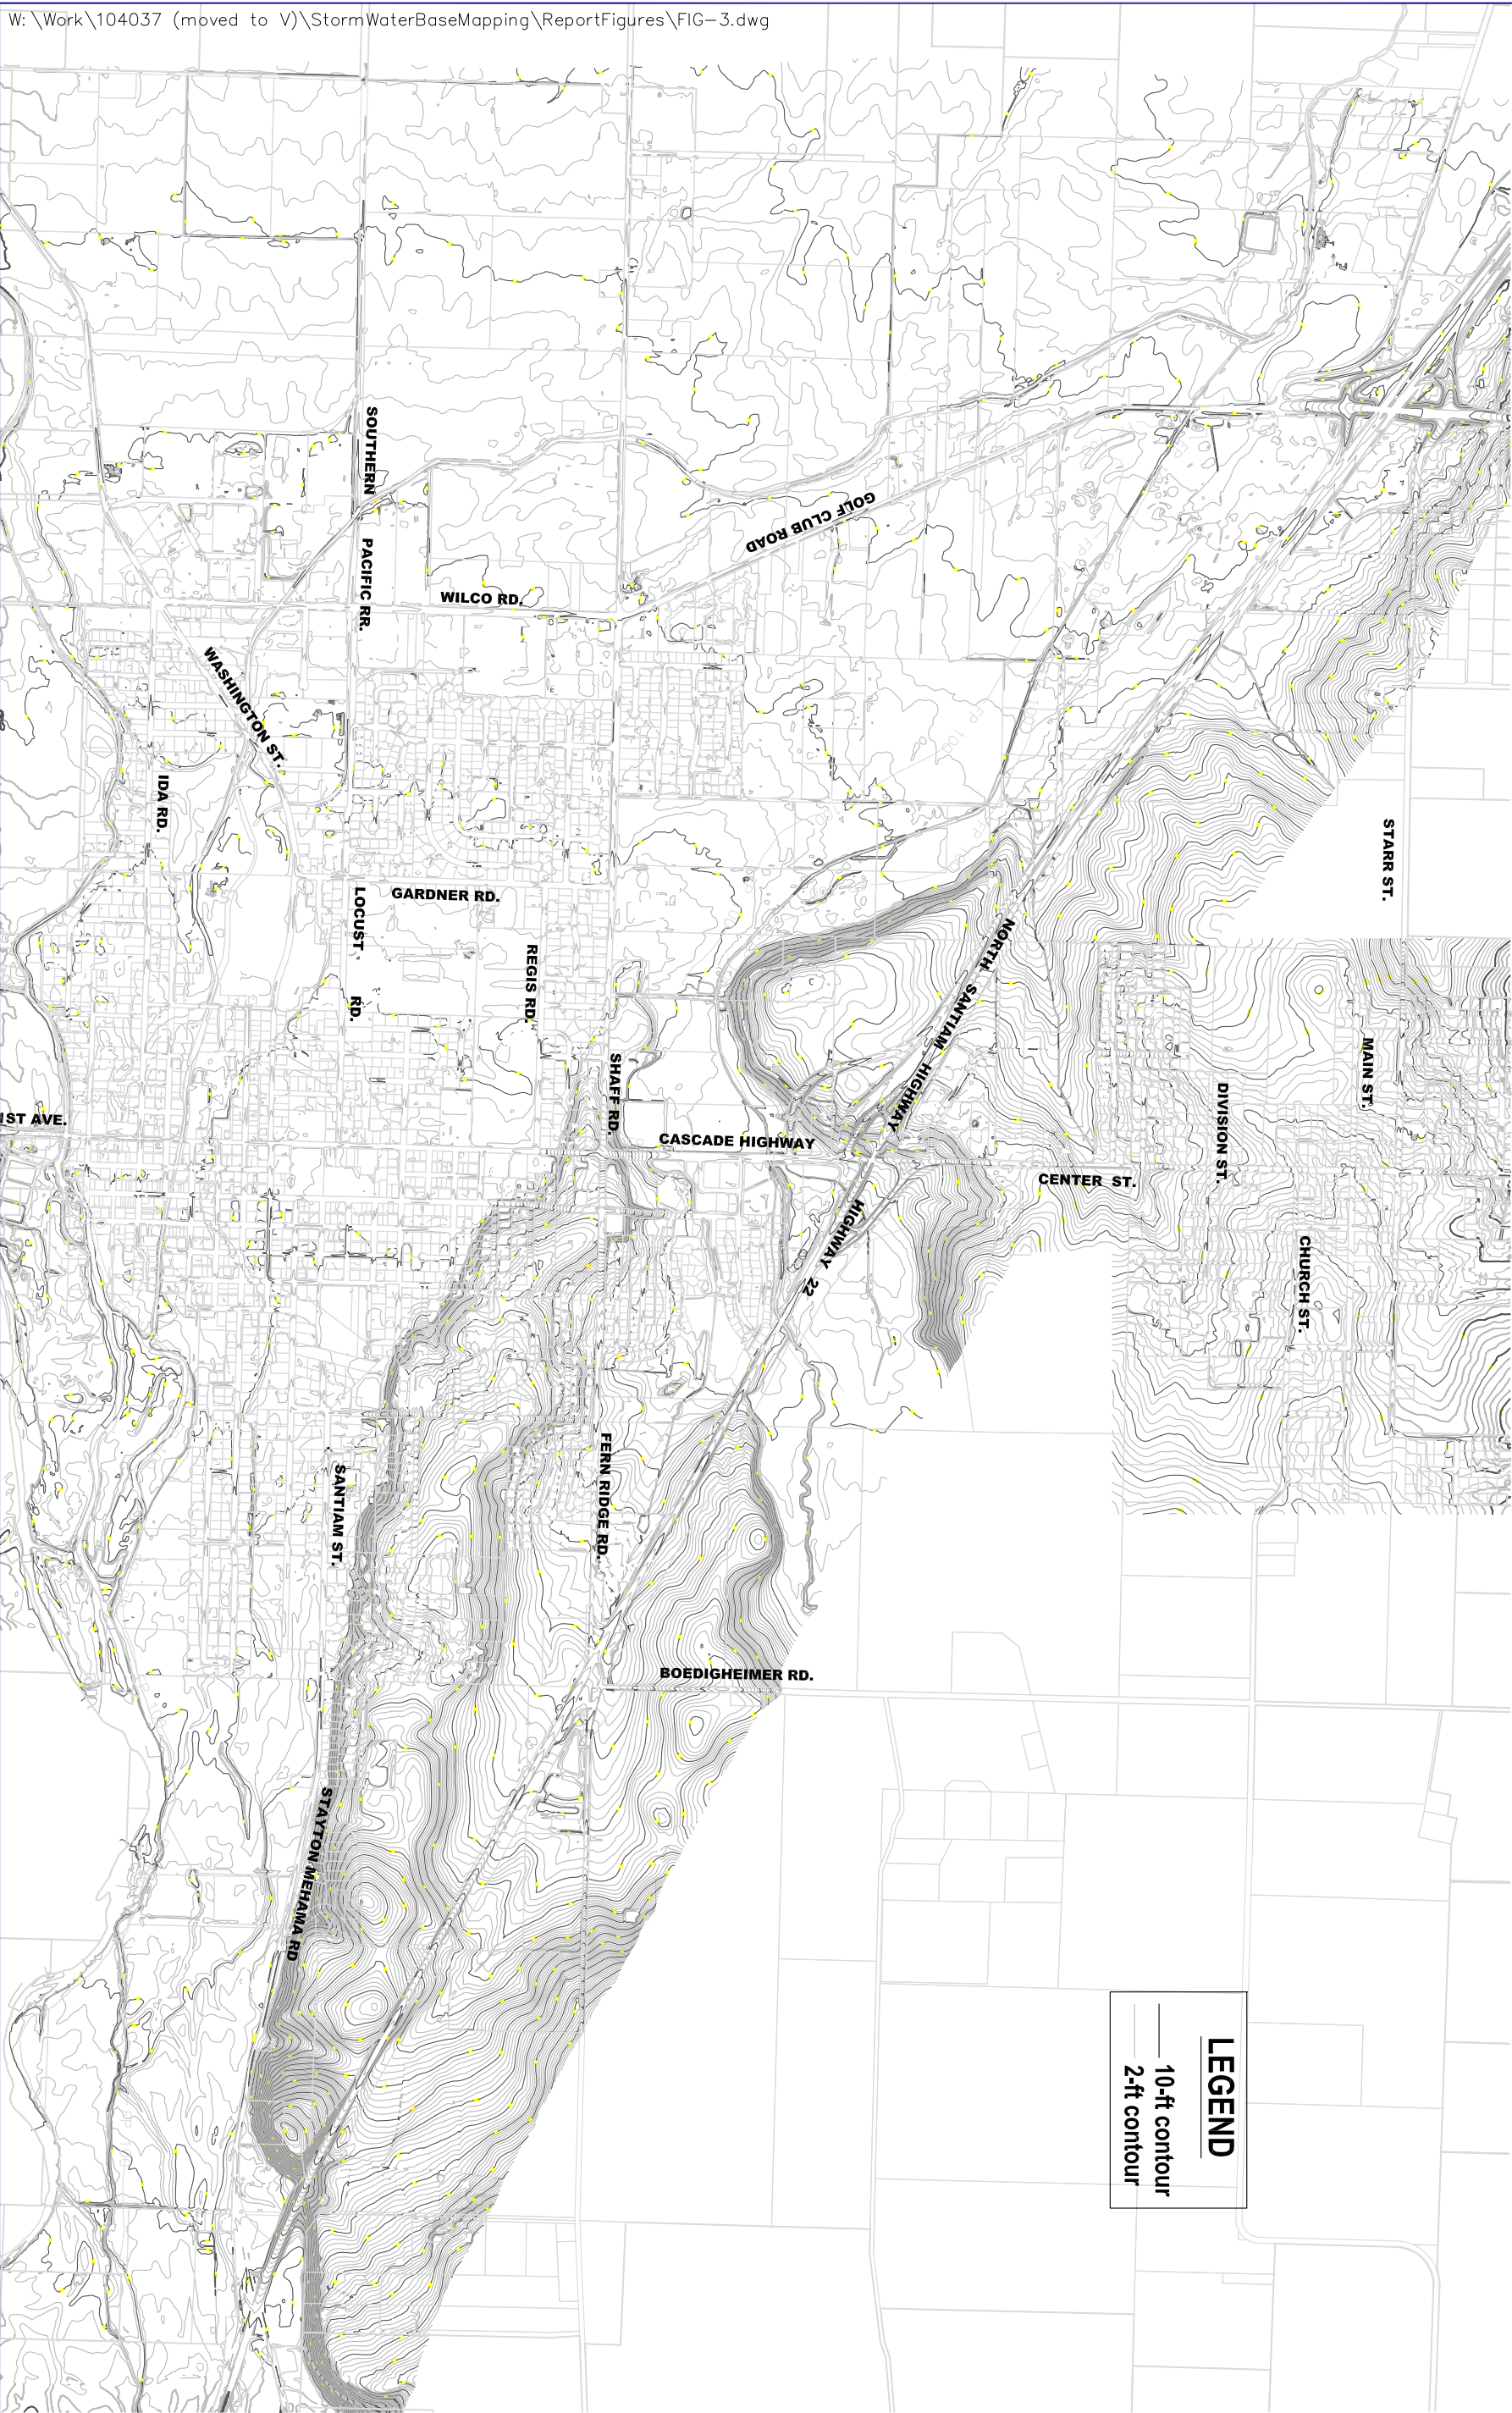 W:\Work\104037 (moved to V)\StormWaterBaseMapping\ReportFigures\FIG-3.dwg
SOUTHERN PACIFIC RR.
GOLF CLUB ROAD
WILCO RD.
WASHINGTON ST.
IDA RD.
STARR ST.
GARDNER RD.
LOCUST RD.
REGIS RD.
NORTH SANTIAM HIGHWAY
MAIN ST.
SHAFF RD.
DIVISION ST.
1ST AVE.
CASCADE HIGHWAY
CENTER ST.
HIGHWAY 22
CHURCH ST.
FERN RIDGE RD.
SANTIAM ST.
BOEDIGHEIMER RD.
STAYTON MEHAMA RD
LEGEND
10-ft contour
2-ft contour